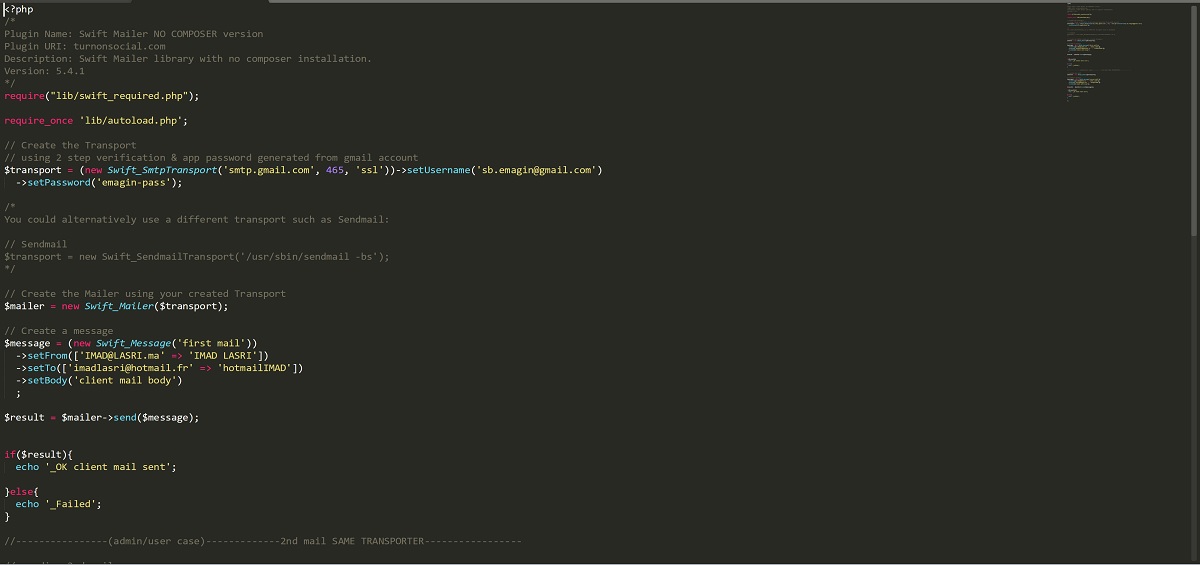 <?php
/*
Plugin Name: Swift Mailer NO COMPOSER version
Plugin URI: turnonsocial.com
Description: Swift Mailer library with no composer installation.
Version: 5.4.1
*/
require("lib/swift_required.php");
require_once 'lib/autoload.php';
// Create the Transport
// using 2 step verification & app password generated from gmail account
$transport = (new Swift_SmtpTransport('smtp.gmail.com', 465, 'ssl'))->setUsername('sb.emagin@gmail.com')
->setPassword('emagin-pass');
/*
You could alternatively use a different transport such as Sendmail:
// Sendmail
$transport = new Swift_SendmailTransport('/usr/sbin/sendmail -bs');
*/
// Create the Mailer using your created Transport
$mailer = new Swift_Mailer($transport);
// Create a message
$message = (new Swift_Message('first mail'))
->setFrom(['IMAD@LASRI.ma' => 'IMAD LASRI'])
->setTo(['imadlasri@hotmail.fr' => 'hotmailIMAD'])
->setBody('client mail body')
;
$result = $mailer->send($message);
if($result){
echo '_OK client mail sent';
}else{
echo '_Failed';
}
//----------------(admin/user case)-------------2nd mail SAME TRANSPORTER-----------------